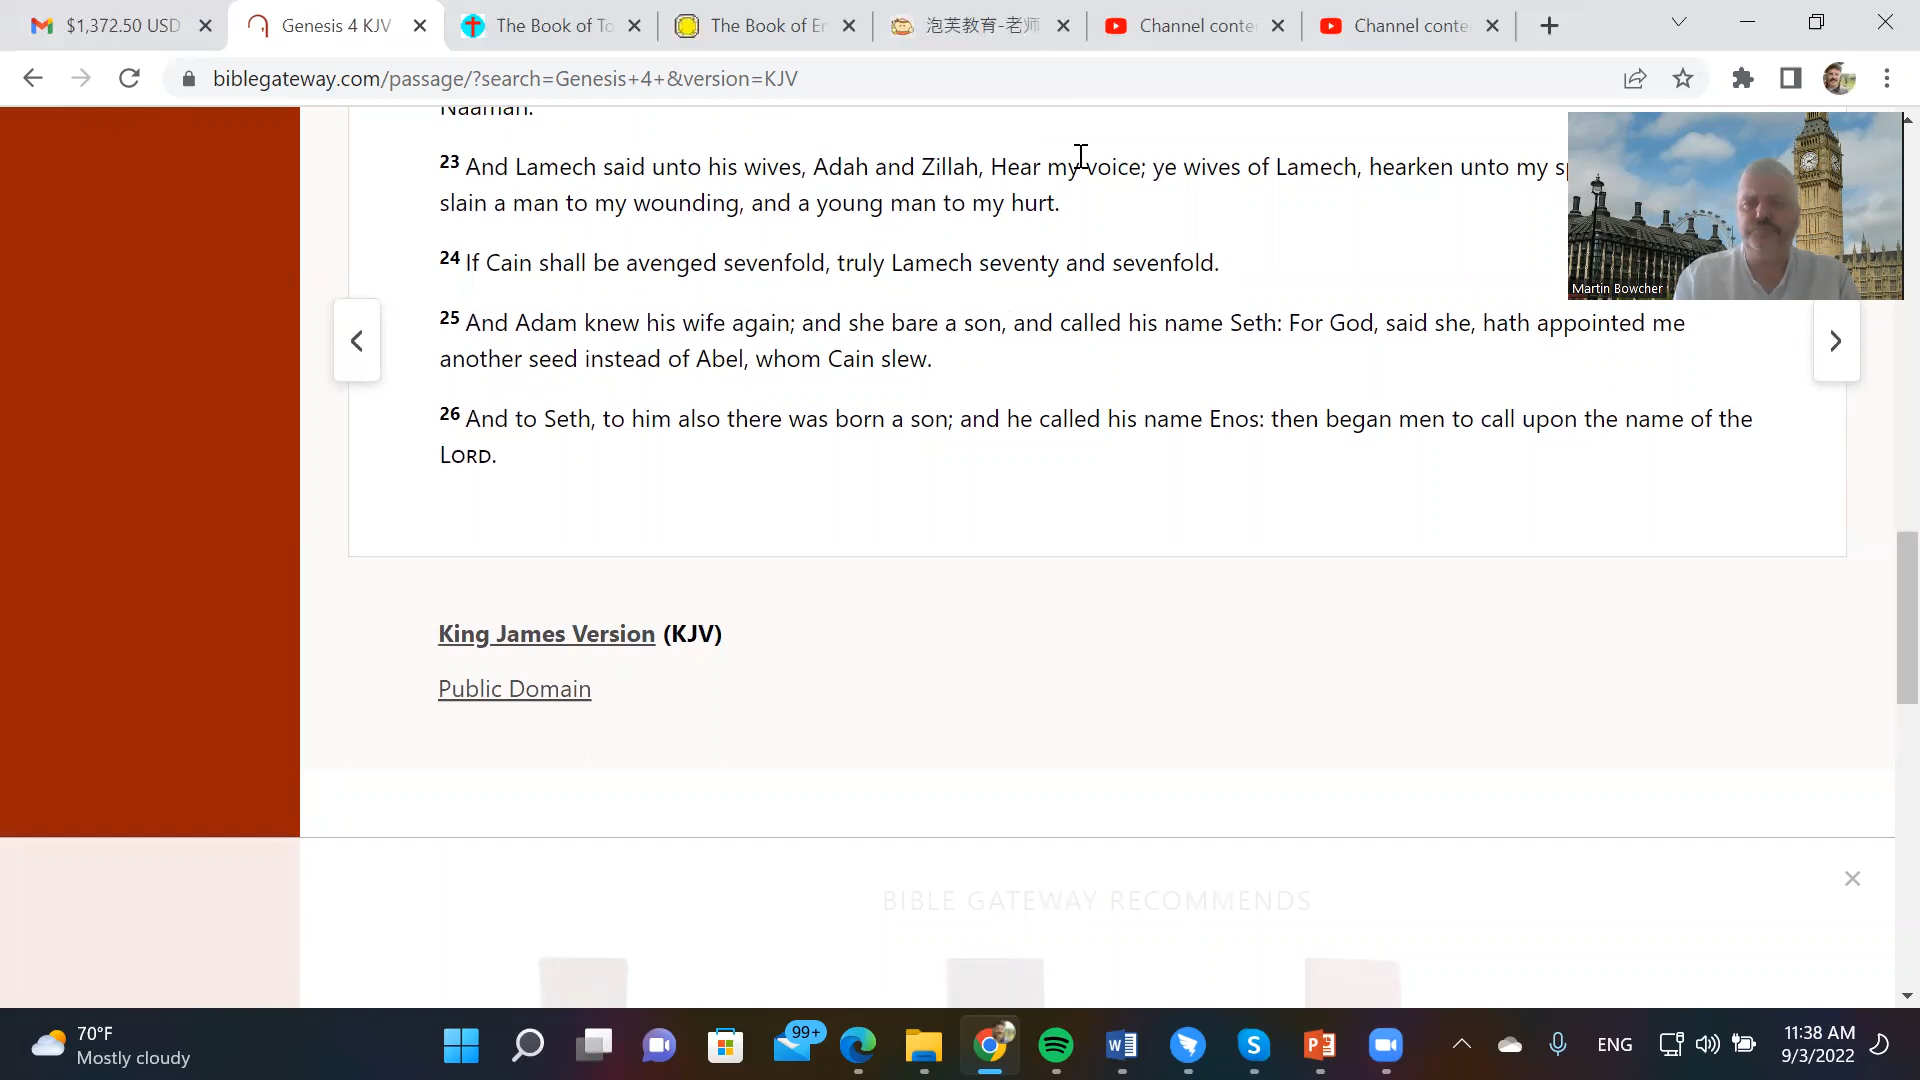 $1,372.50 USD
Genesis 4 KJV
The Book of To
The Book of En
泡芙教育-老师
Channel conte
Channel conte
biblegateway.com/passage/?search=Genesis+4+&version=KJV
Naamah.
23 And Lamech said unto his wives, Adah and Zillah, Hear my voice; ye wives of Lamech, hearken unto my sp
slain a man to my wounding, and a young man to my hurt.
Martin Bowcher
24 If Cain shall be avenged sevenfold, truly Lamech seventy and sevenfold.
25 And Adam knew his wife again; and she bare a son, and called his name Seth: For God, said she, hath appointed me
another seed instead of Abel, whom Cain slew.
26 And to Seth, to him also there was born a son; and he called his name Enos: then began men to call upon the name of the
LORD.
King James Version (KJV)
Public Domain
BIBLE GATEWAY RECOMMENDS
70°F
Mostly cloudy
99+
ENG
11:38 AM
9/3/2022